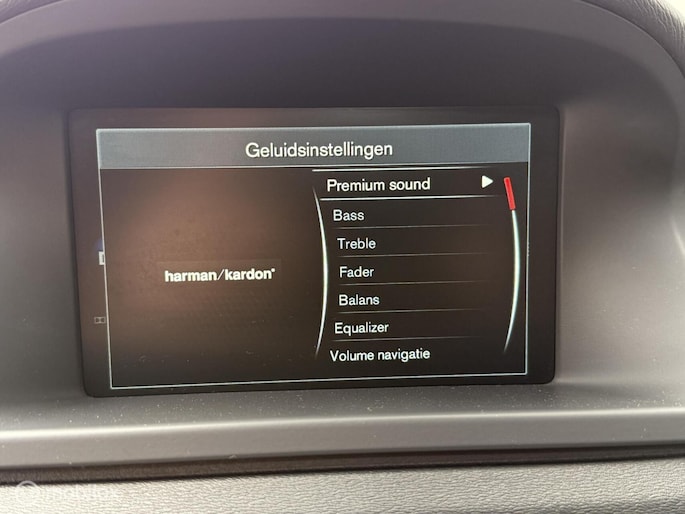 Geluidsinstellingen
Premium sound
Bass
Treble
harman/kardon®
Fader
Balans
Equalizer
Volume navigatie